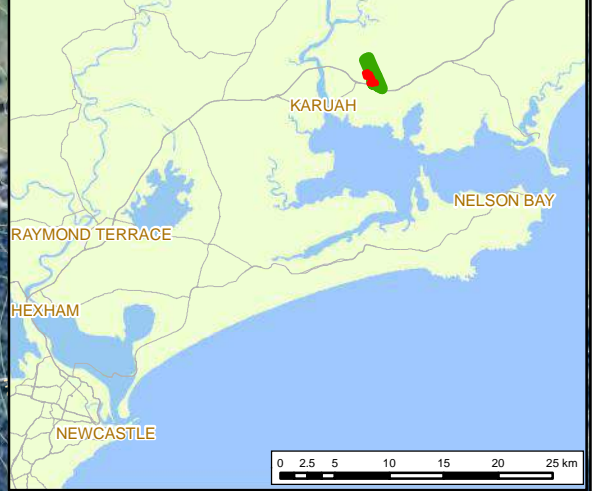 KARUAH
NELSON BAY
RAYMOND TERRACE
HEXHAM
NEWCASTLE
0 2.5 5 10 15 20 25 km